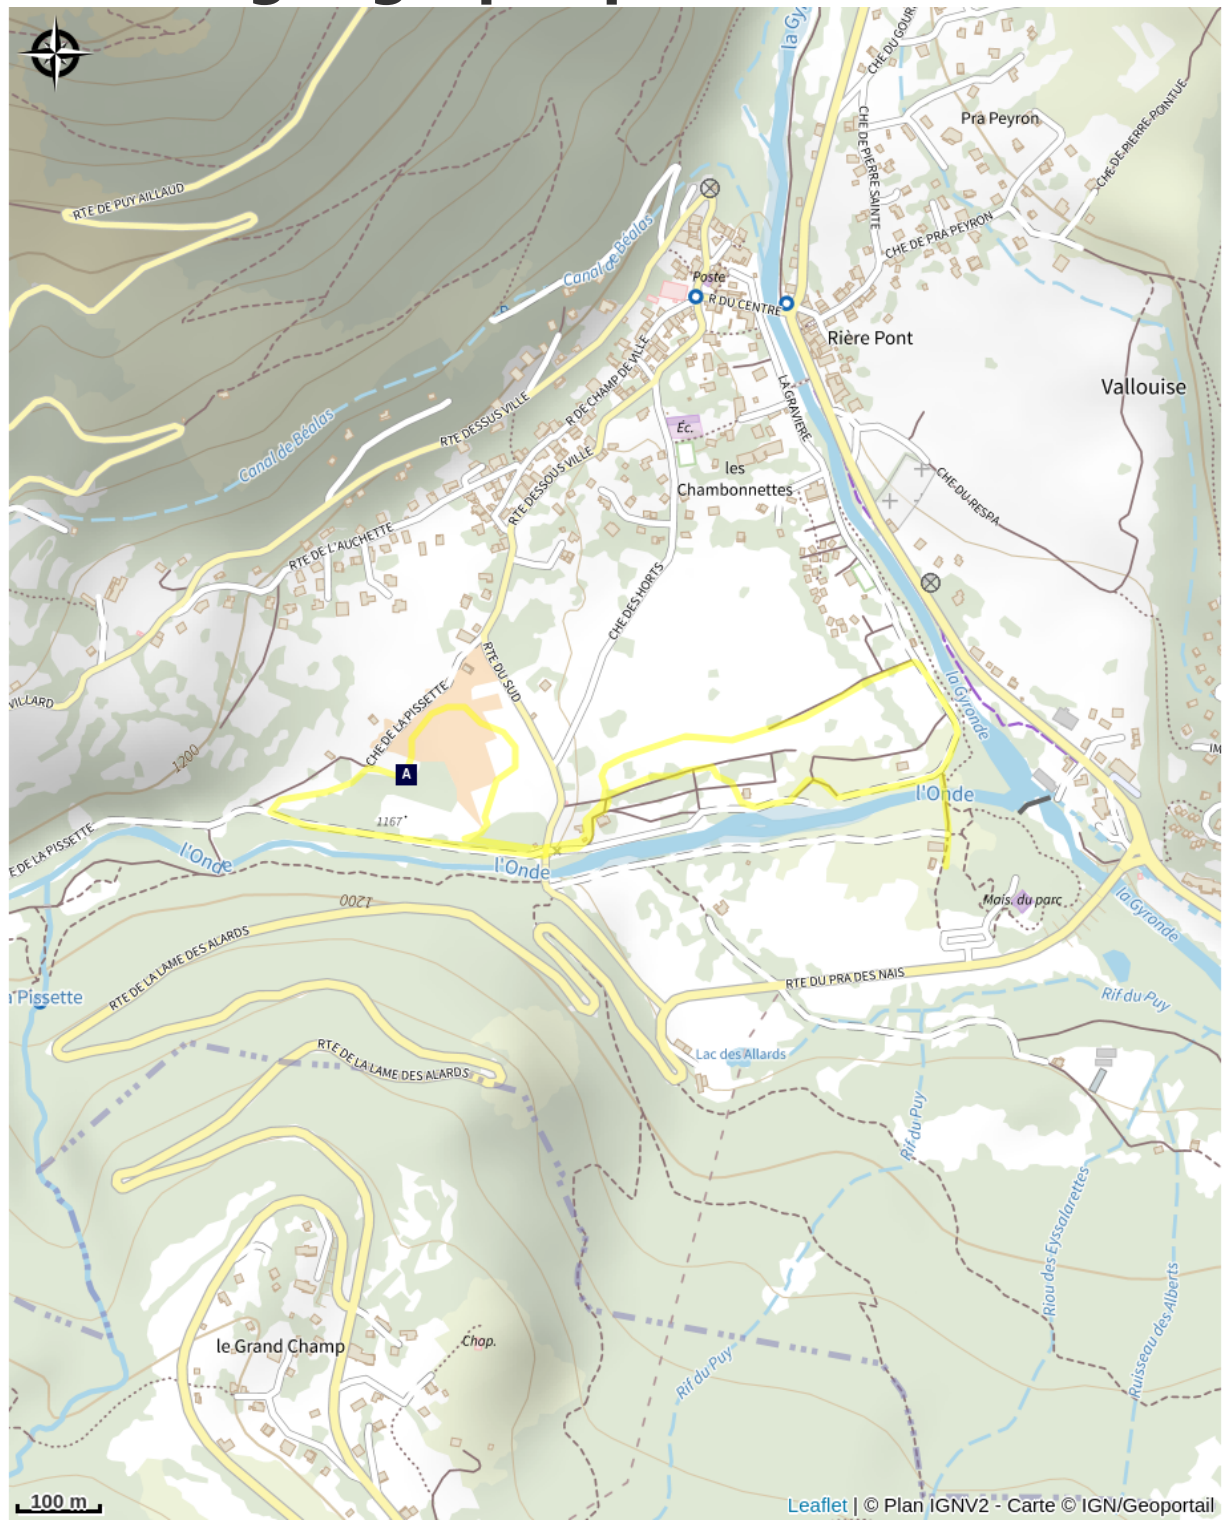 la Gy
CHE DU GOUR
CHE DE PIERRE SAINTE
Pra Peyron
CHE DE PIERRE-POINTUE
RTE DE PUY AILLAUD
CHE DE PRA PEYRON
Canal de Béalas
Poste
R DU CENTRE
Rière Pont
Vallouise
R DE CHAMP DE VILLE
LA GRAVIERE
RTE DESSUS VILLE
Canal de Béalas
Éc.
les
Chambonnettes
RTE DESSOUS VILLE
CHE DU RESPA
RTE DE L'AUCHETTE
CHE DES HORTS
RTE DU SUD
la Gyronde
VILLARD
CHE DE LA PISSETTE
1200
IM
A
l'Onde
1167
E DE LA PISSETTE
l'Onde
l'Onde
1200
Mais. du parc
la Gyronde
RTE DE LA LAME DES ALARDS
RTE DU PRA DES NAIS
a Pissette
Rif du Puy
RTE DE LA LAME DES ALARDS
Lac des Allards
Rif du Puy
Riou des Eyssalarettes
Ruisseau des Alberts
le Grand Champ
Chap.
Rif du Puy
100 m
Leaflet | © Plan IGNV2 - Carte © IGN/Geoportail